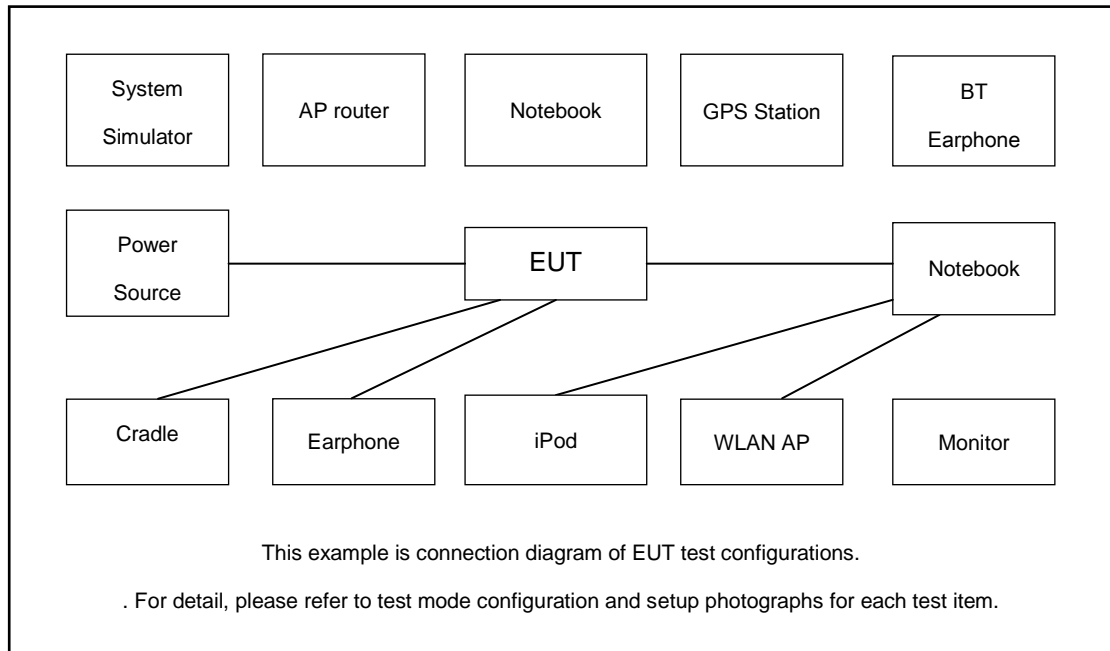 System
Simulator
AP router
Notebook
GPS Station
BT
Earphone
Power
Source
EUT
Notebook
Cradle
Earphone
iPod
WLAN AP
Monitor
This example is connection diagram of EUT test configurations.
. For detail, please refer to test mode configuration and setup photographs for each test item.